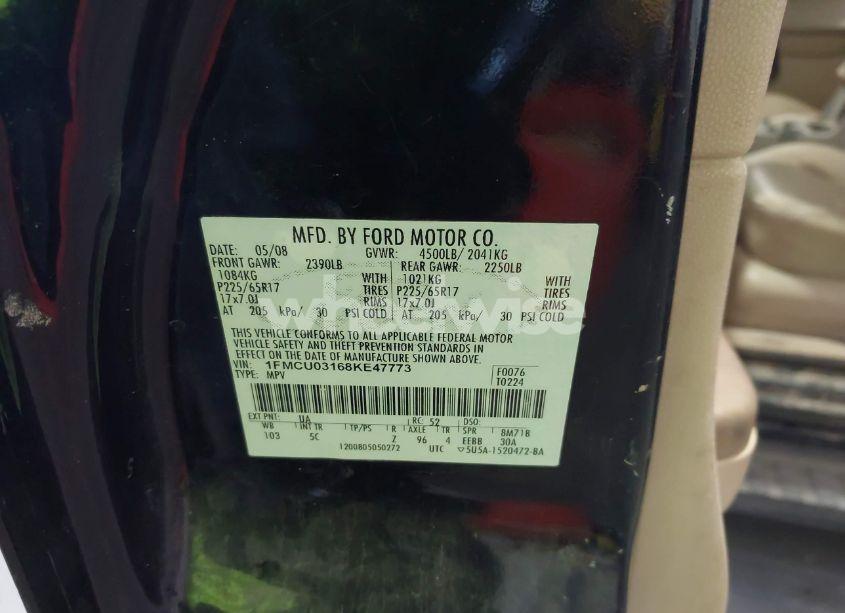 MFD. BY FORD MOTOR CO.
DATE: 05/08 GVWR: 4500LB/ 2041KG
FRONT GAWR: 2390LB REAR GAWR: 2250LB
1084KG WITH 1021KG WITH
P225/65R17 TIRES P225/65R17 TIRES
17x7.0J RIMS 17x7.0J RIMS
AT 205 kPa/ 30 PSI COLD AT 205 kPa/ 30 PSI COLD
wheelerwise
THIS VEHICLE CONFORMS TO ALL APPLICABLE FEDERAL MOTOR
VEHICLE SAFETY AND THEFT PREVENTION STANDARDS IN
EFFECT ON THE DATE OF MANUFACTURE SHOWN ABOVE.
VIN: 1FMCU03168KE47773 F0076
TYPE: MPV T0224
EXT PNT: UA RC: 52 DSO:
WB INT TR TP/PS R AXLE TR SPR 8M71B
103 5C Z 96 4 EEBB 30A
1200805050272 UTC ▽5U5A-1520472-BA